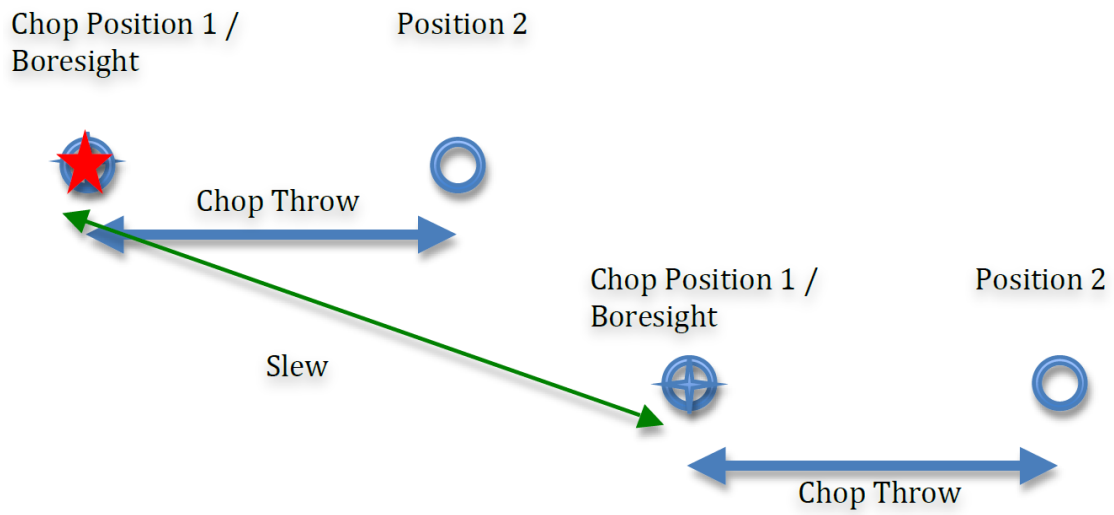 Chop Position 1 /
Boresight
Position 2
Chop Throw
Chop Position 1 /
Boresight
Position 2
Slew
Chop Throw